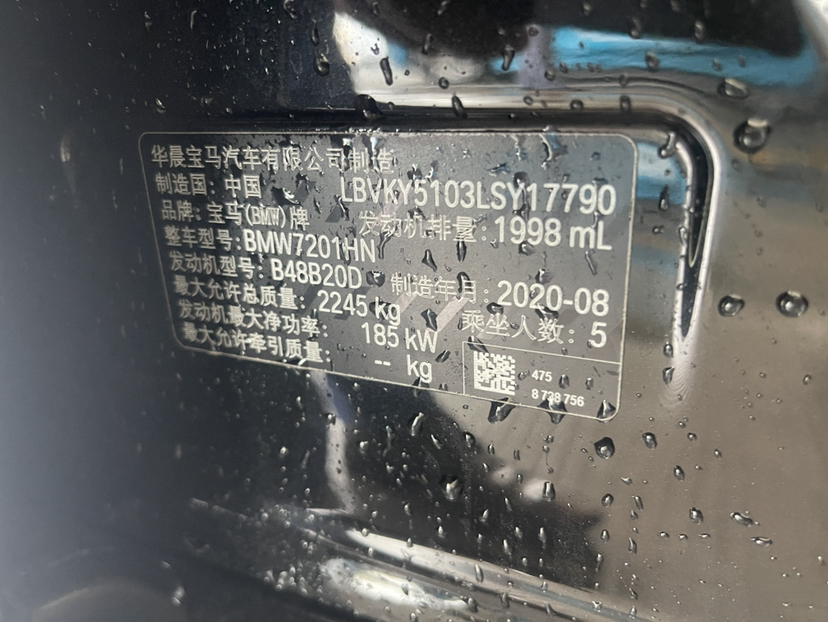 华晨宝马汽车有限公司制造
制造国: 中国 LBVKY5103LSY17790
品牌: 宝马(BMW)牌 发动机排量: 1998 mL
整车型号: BMW7201HN
发动机型号: B48B20D 制造年月: 2020-08
最大允许总质量: 2245 kg 乘坐人数: 5
发动机最大净功率: 185 kW
最大允许牵引质量: -- kg
475
8 738 756